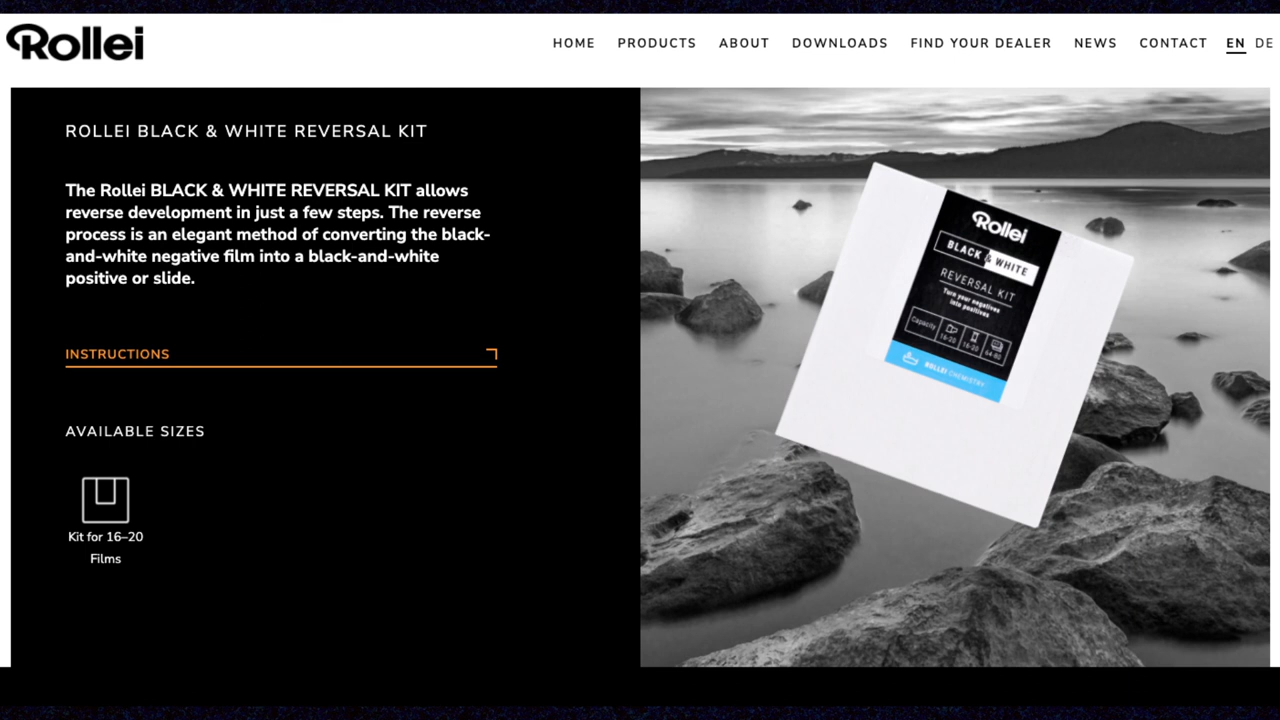 Rollei
HOME PRODUCTS ABOUT DOWNLOADS FIND YOUR DEALER NEWS CONTACT EN DE
ROLLEI BLACK & WHITE REVERSAL KIT
The Rollei BLACK & WHITE REVERSAL KIT allows
reverse development in just a few steps. The reverse
process is an elegant method of converting the black-
and-white negative film into a black-and-white
positive or slide.
INSTRUCTIONS
AVAILABLE SIZES
Kit for 16–20
Films
Rollei
BLACK & WHITE
REVERSAL KIT
Turn your negatives
into positives
Capacity 16-20 16-20 64-80
ROLLEI CHEMISTRY